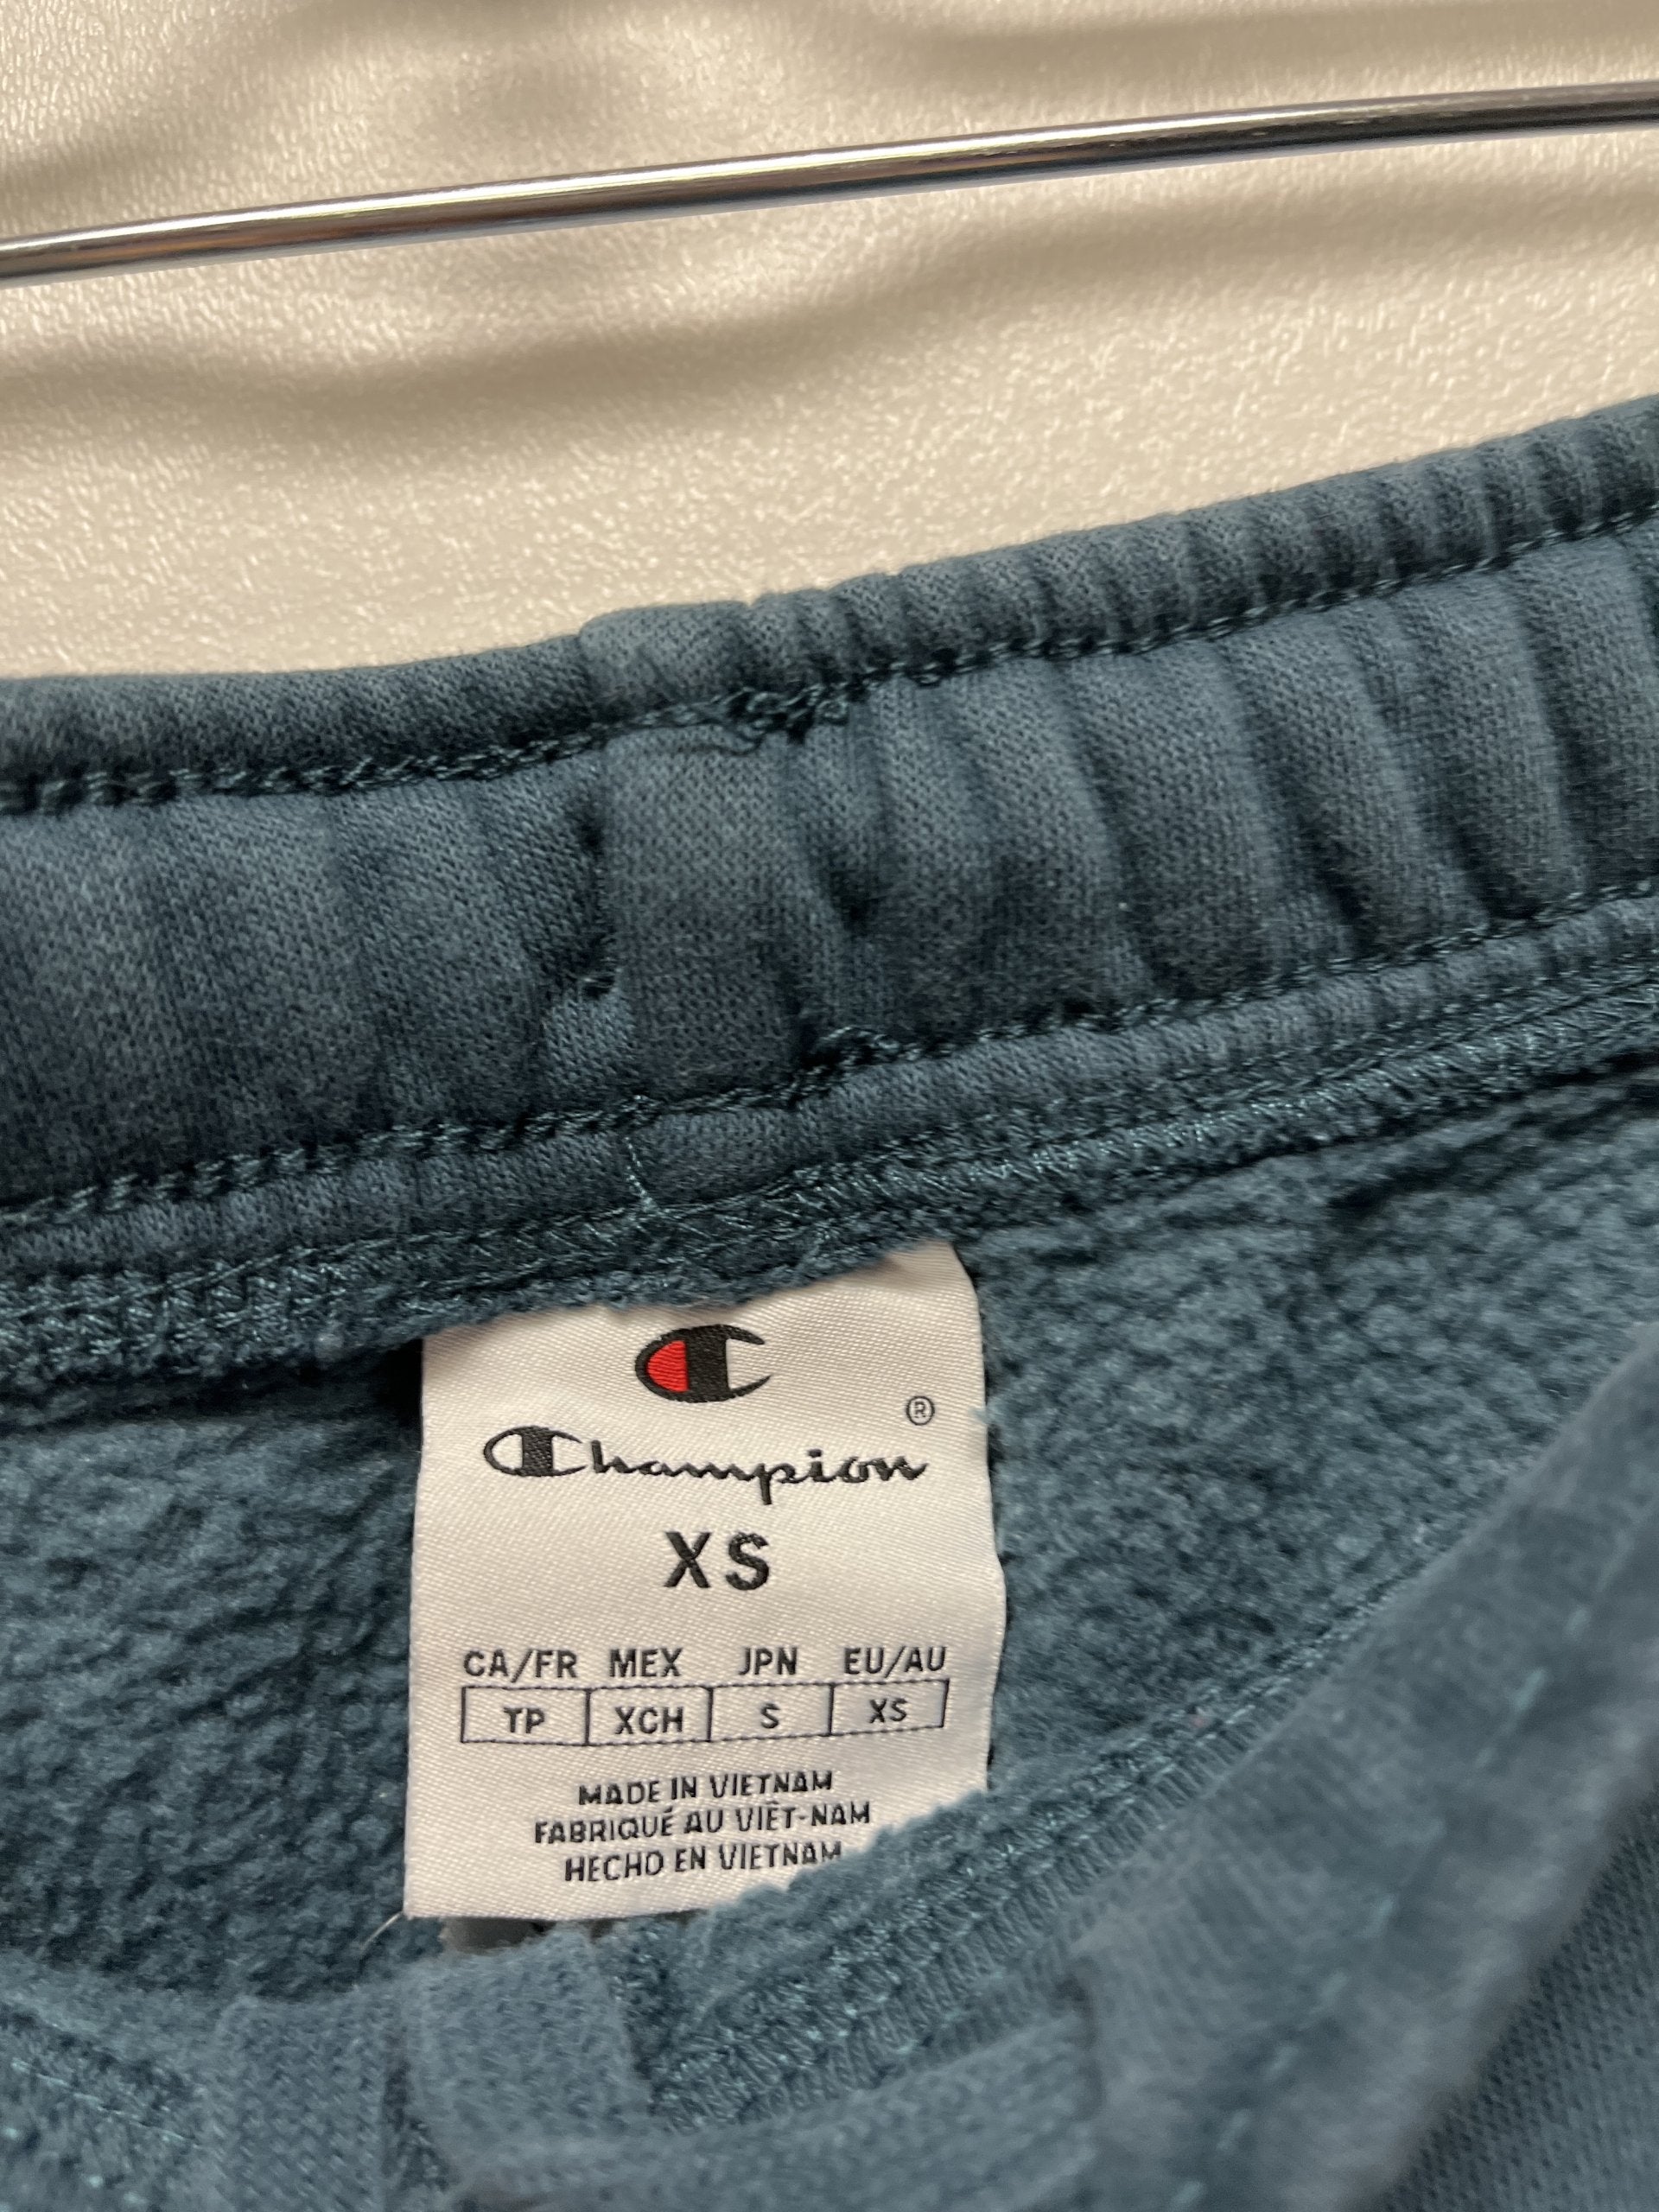 ®
Champion
XS
CA/FR MEX JPN EU/AU
TP XCH S XS
MADE IN VIETNAM
FABRIQUÉ AU VIÊT-NAM
HECHO EN VIETNAM